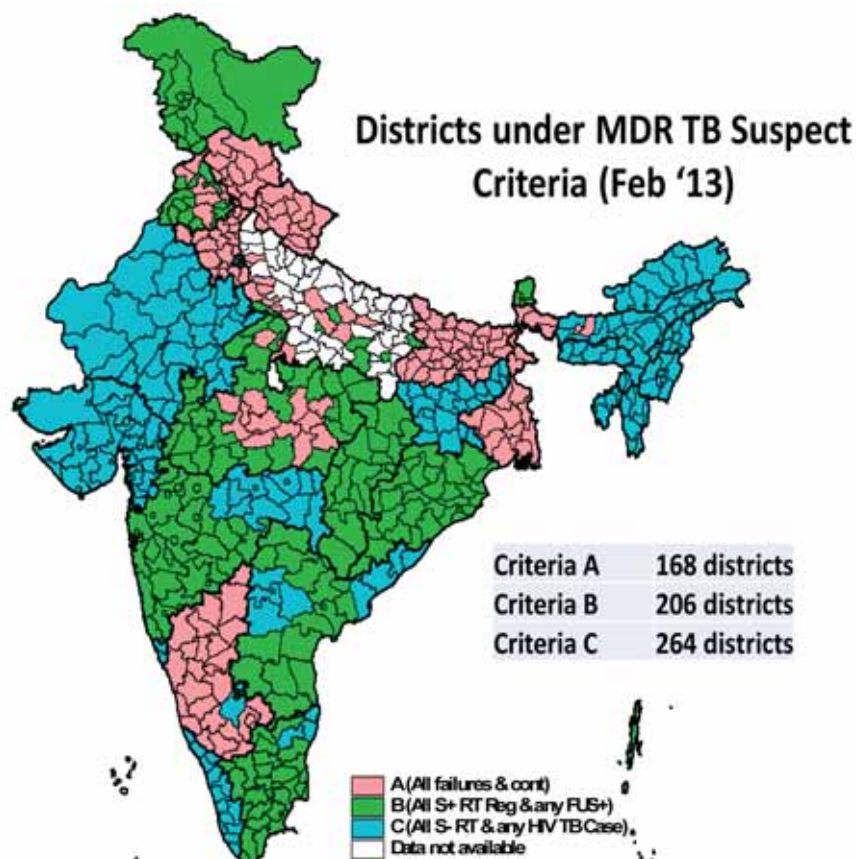 Districts under MDR TB Suspect
Criteria (Feb ‘13)
Criteria A 168 districts
Criteria B 206 districts
Criteria C 264 districts
A (All failures & cont)
B (All S+ RT Reg & any FUS+)
C (All S- RT & any HIV TB Case)
Data not available